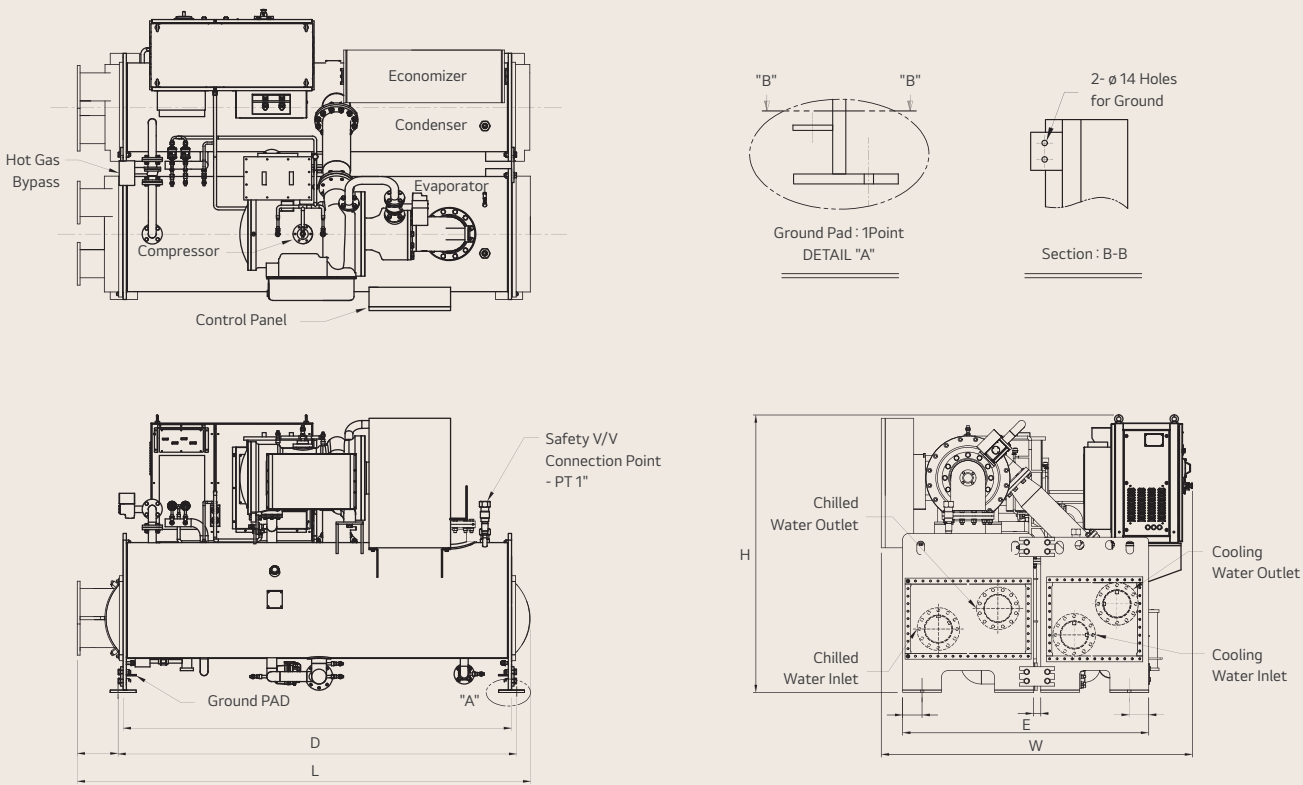 Economizer
Condenser
Hot Gas
Bypass
Evaporator
Compressor
Control Panel
"B"
"B"
Ground Pad : 1Point
DETAIL "A"
2- ø 14 Holes
for Ground
Section : B-B
Safety V/V
Connection Point
- PT 1"
Ground PAD
"A"
D
L
Chilled
Water Outlet
H
Cooling
Water Outlet
Chilled
Water Inlet
Cooling
Water Inlet
E
W